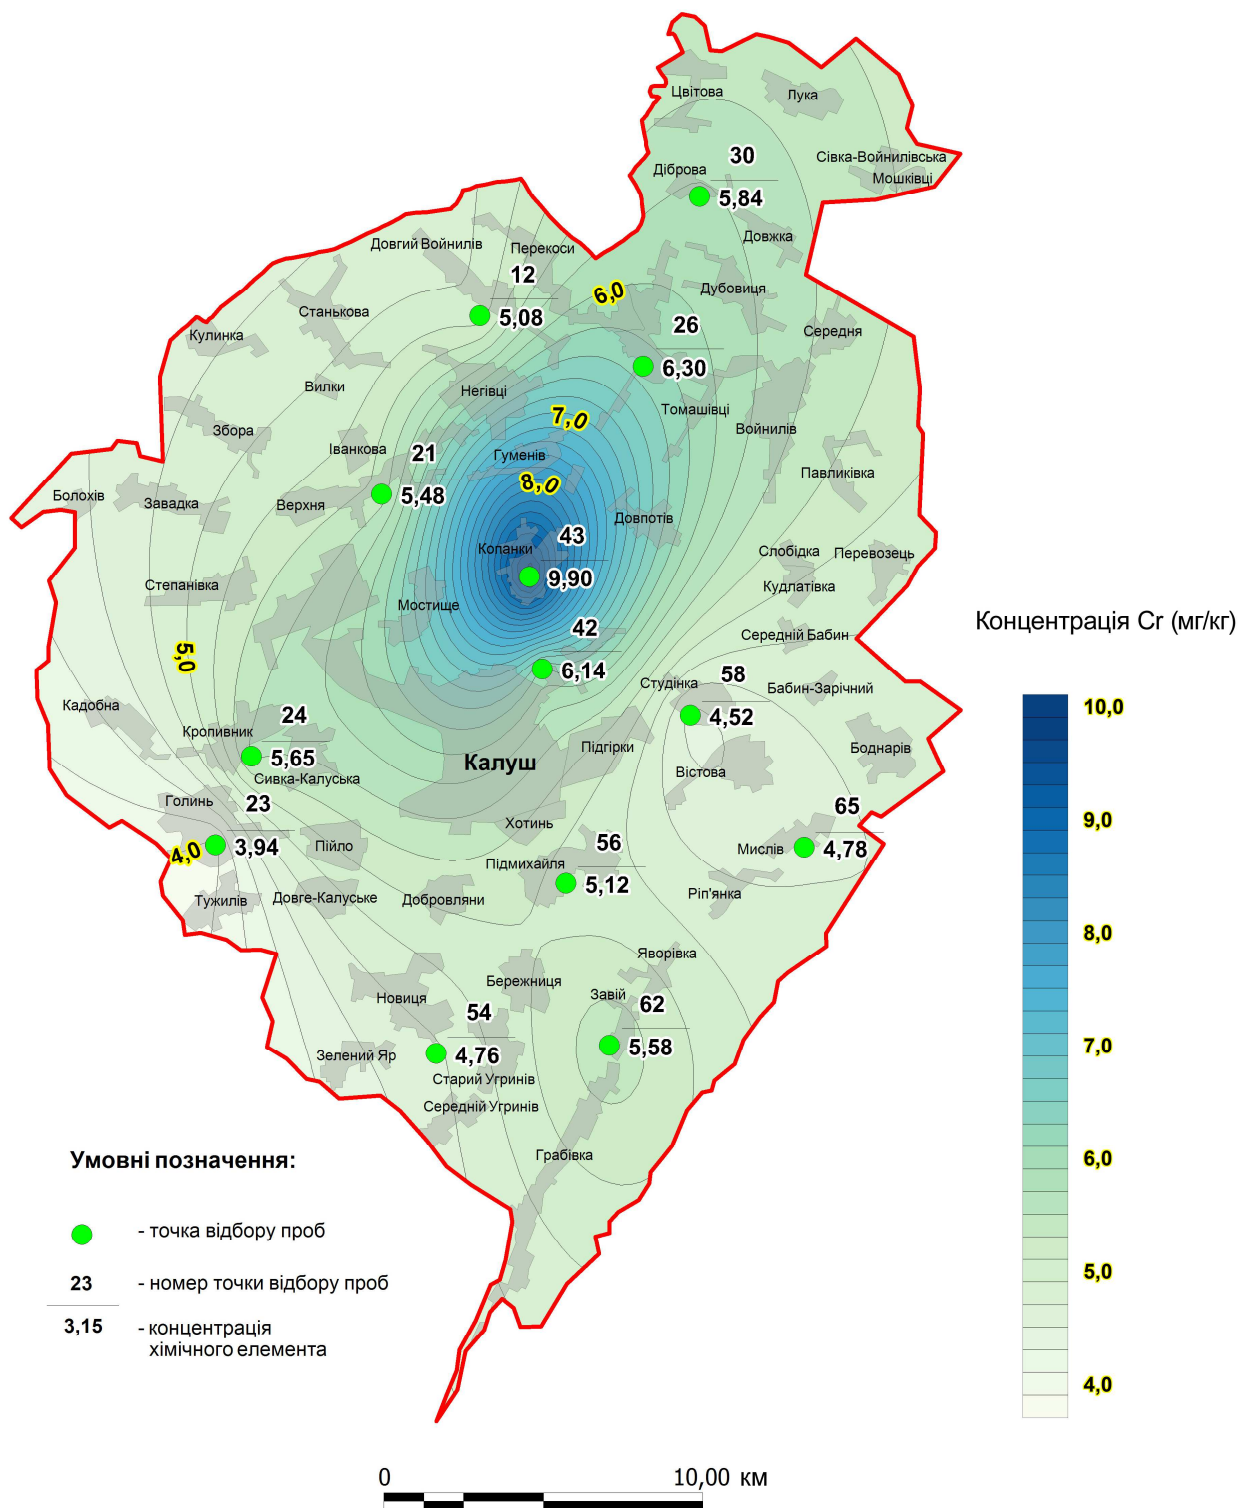 Цвітова
Лука
30
Сівка-Войнилівська
Діброва
Мошківці
5,84
Довжка
Довгий Войнилів
Перекоси
12
6,0
Дубовиця
Станькова
5,08
26
Кулинка
Середня
6,30
Вилки
Негівці
Томашівці
7,0
Збора
Войнилів
Іванкова
21
Гуменів
Павликівка
8,0
Болохів
Завадка
Верхня
5,48
Довпотів
43
Копанки
Слобідка
Перевозець
9,90
Степанівка
Кудлатівка
Мостище
42
Середній Бабин
Концентрація Cr (мг/кг)
5,0
6,14
58
Студінка
Бабин-Зарічний
Кадобна
24
4,52
10,0
Кропивник
5,65
Калуш
Підгірки
Боднарів
Сивка-Калуська
Вістова
Голинь
23
65
Хотинь
9,0
4,0
3,94
Пійло
56
Мислів
4,78
Підмихайля
5,12
Тужилів
Довге-Калуське
Добровляни
Ріп'янка
8,0
Яворівка
Бережниця
Новиця
Завій
62
54
Зелений Яр
4,76
5,58
7,0
Старий Угринів
Середній Угринів
Грабівка
6,0
Умовні позначення:
- точка відбору проб
5,0
23
- номер точки відбору проб
3,15
- концентрація
хімічного елемента
4,0
0
10,00 км